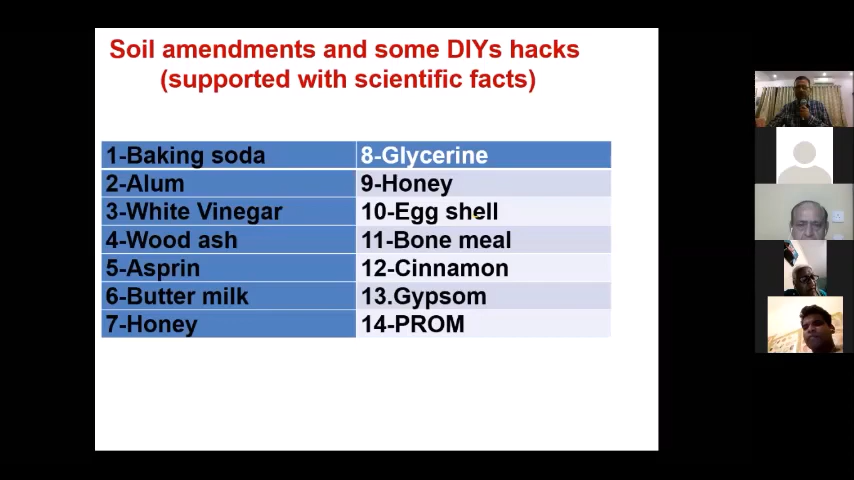 Soil amendments and some DIYs hacks
(supported with scientific facts)
1-Baking soda 8-Glycerine
2-Alum 9-Honey
3-White Vinegar 10-Egg shell
4-Wood ash 11-Bone meal
5-Asprin 12-Cinnamon
6-Butter milk 13.Gypsom
7-Honey 14-PROM